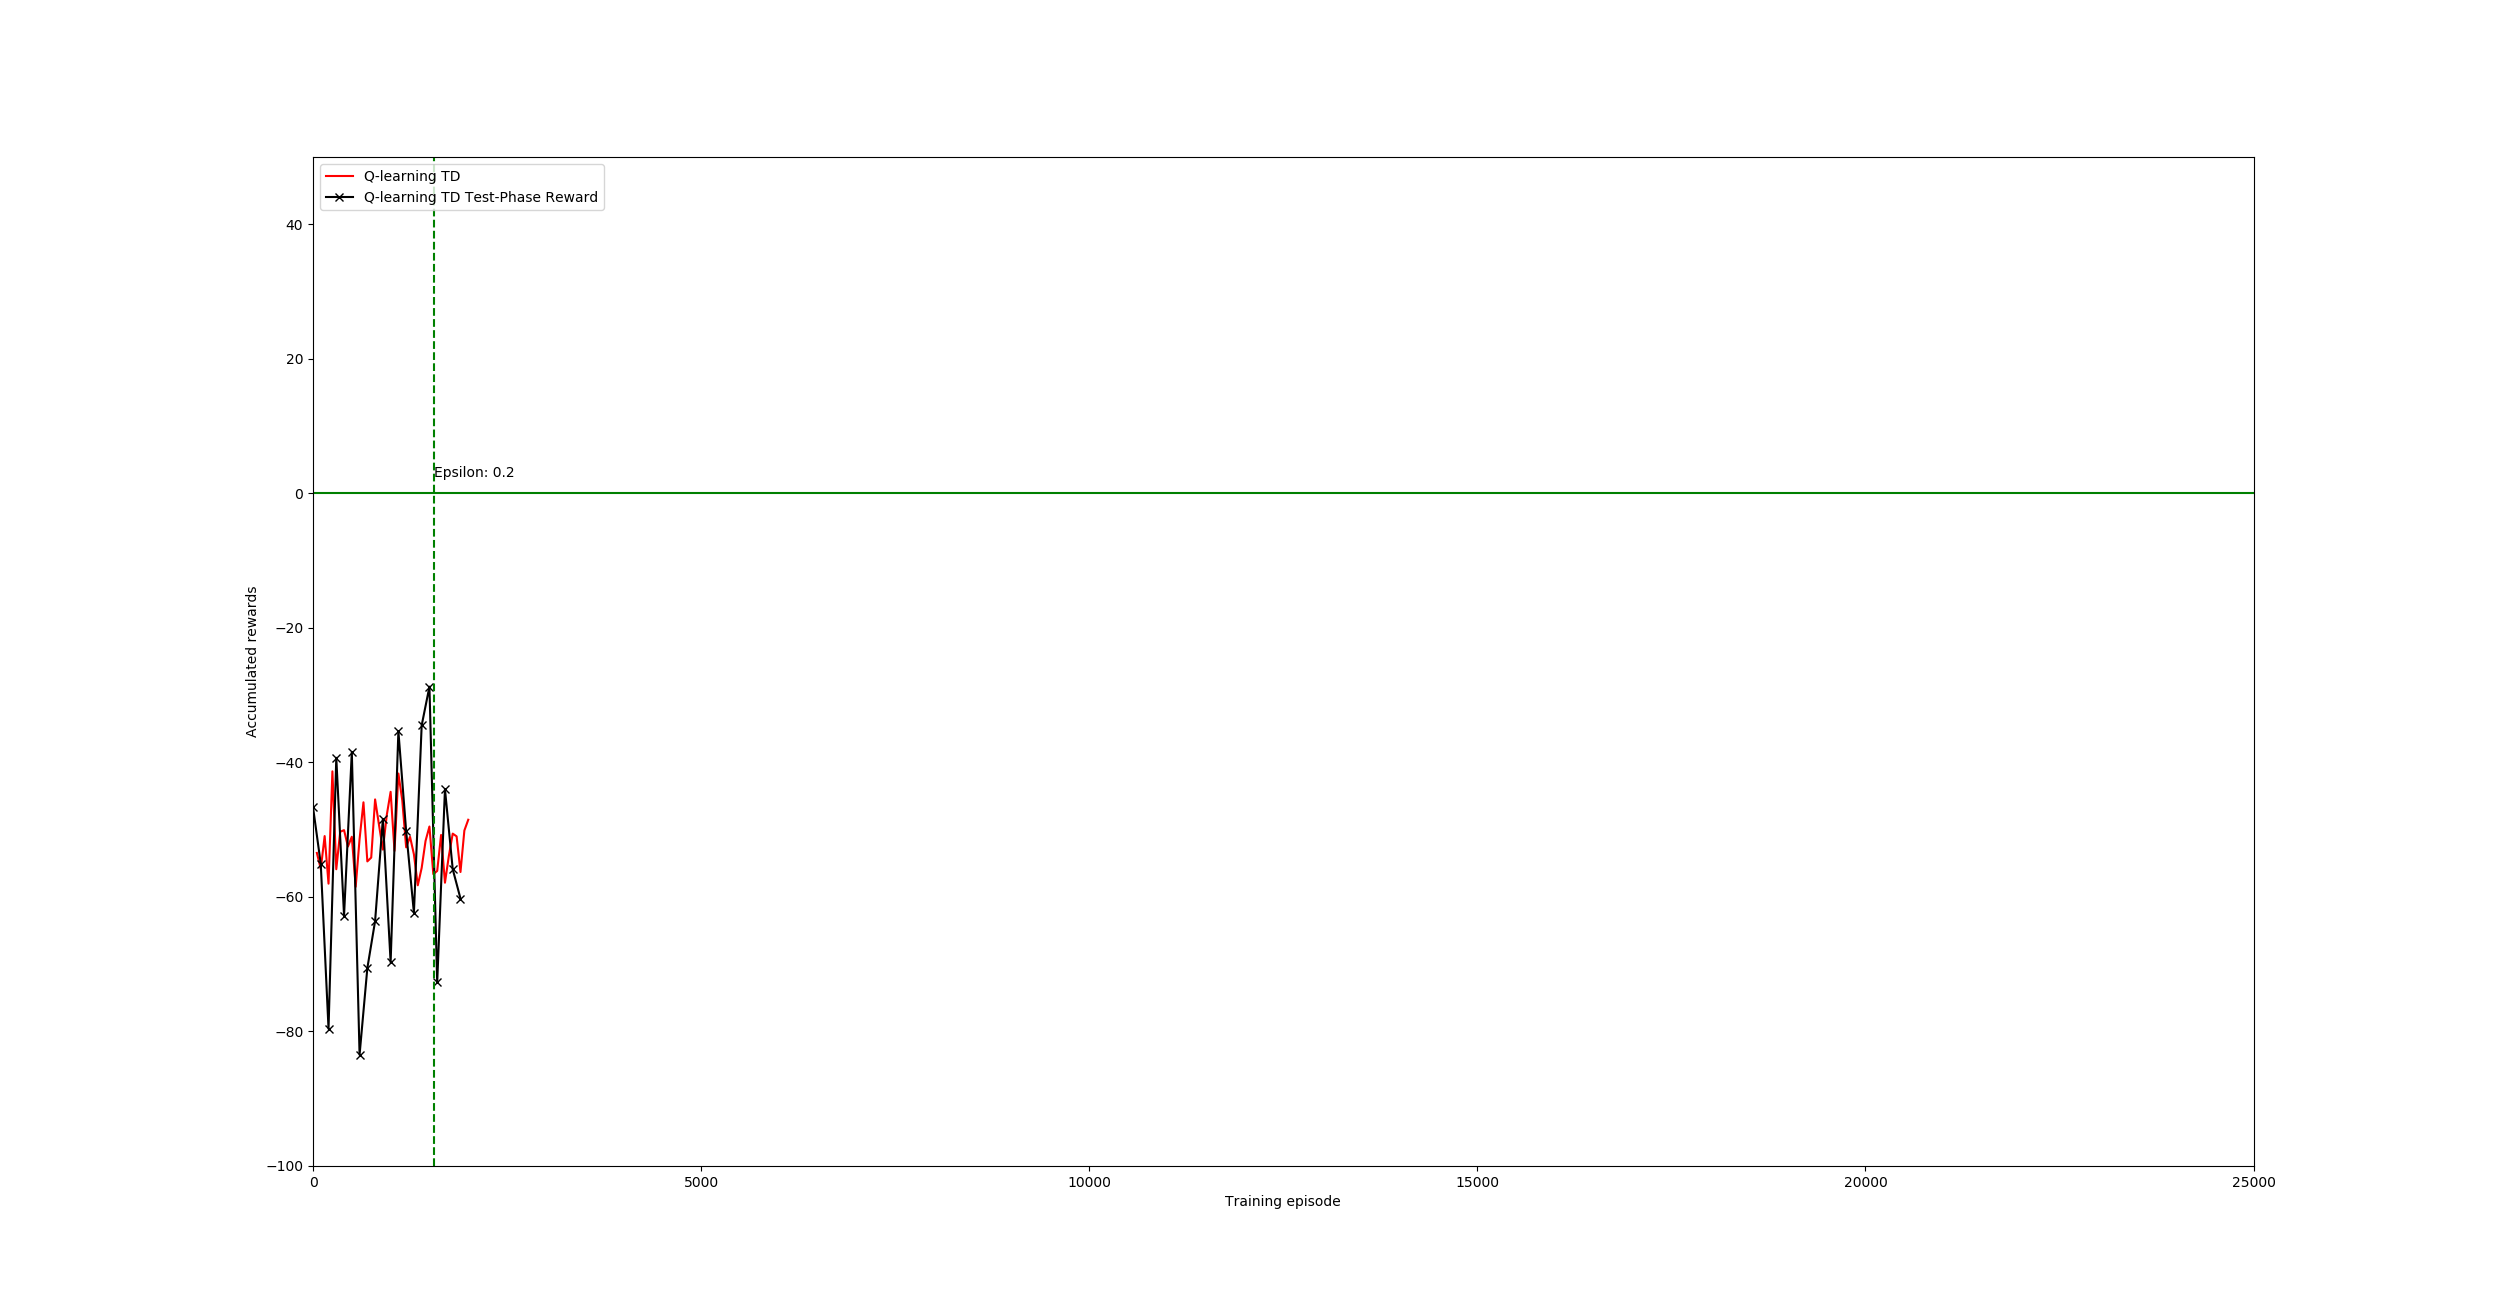 Q-learning TD
Q-learning TD Test-Phase Reward
40
20
Epsilon: 0.2
0
−20
−40
−60
−80
−100
Accumulated rewards
0 5000 10000 15000 20000 25000
Training episode